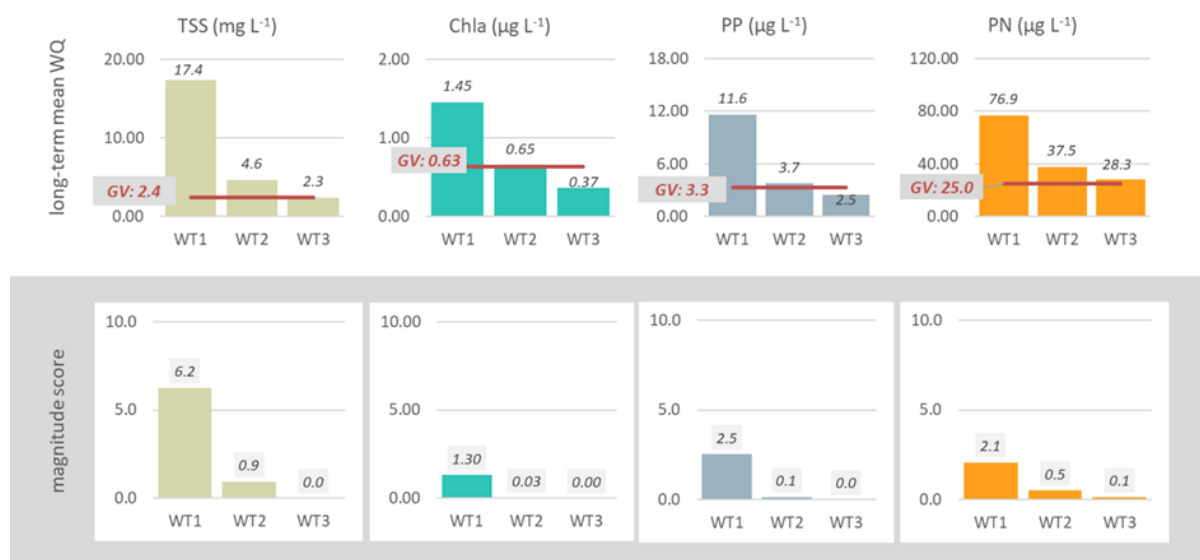 long-term mean WQ
TSS (mg L⁻¹)
20.00
10.00
0.00
17.4
4.6
2.3
GV: 2.4
WT1 WT2 WT3
Chla (µg L⁻¹)
2.00
1.00
0.00
1.45
0.65
0.37
GV: 0.63
WT1 WT2 WT3
PP (µg L⁻¹)
18.00
12.00
6.00
0.00
11.6
3.7
2.5
GV: 3.3
WT1 WT2 WT3
PN (µg L⁻¹)
120.00
80.00
40.00
0.00
76.9
37.5
28.3
GV: 25.0
WT1 WT2 WT3
magnitude score
10.0
5.0
0.0
6.2
0.9
0.0
WT1 WT2 WT3
10.00
5.00
0.00
1.30
0.03
0.00
WT1 WT2 WT3
10.0
5.0
0.0
2.5
0.1
0.0
WT1 WT2 WT3
10.0
5.0
0.0
2.1
0.5
0.1
WT1 WT2 WT3